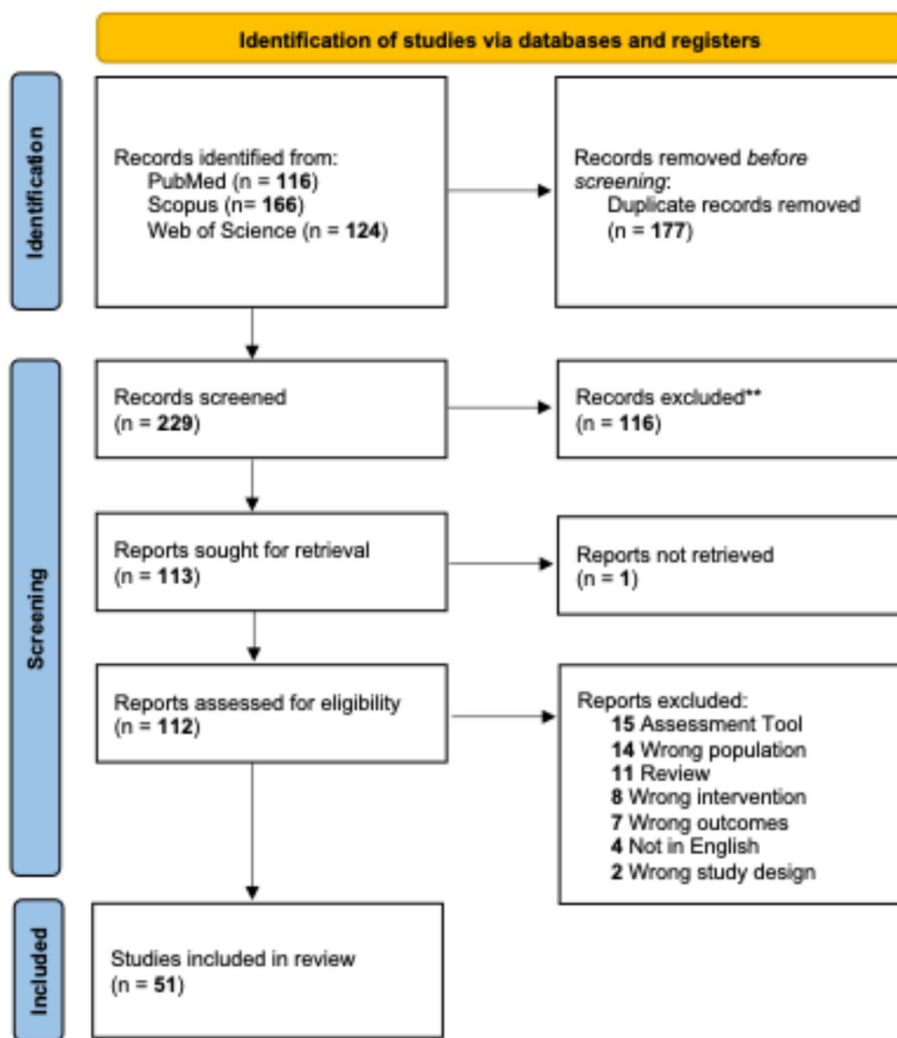 Identification of studies via databases and registers
Identification
Records identified from:
PubMed (n = 116)
Scopus (n= 166)
Web of Science (n = 124)
Records removed before
screening:
Duplicate records removed
(n = 177)
Screening
Records screened
(n = 229)
Records excluded**
(n = 116)
Reports sought for retrieval
(n = 113)
Reports not retrieved
(n = 1)
Reports assessed for eligibility
(n = 112)
Reports excluded:
15 Assessment Tool
14 Wrong population
11 Review
8 Wrong intervention
7 Wrong outcomes
4 Not in English
2 Wrong study design
Included
Studies included in review
(n = 51)